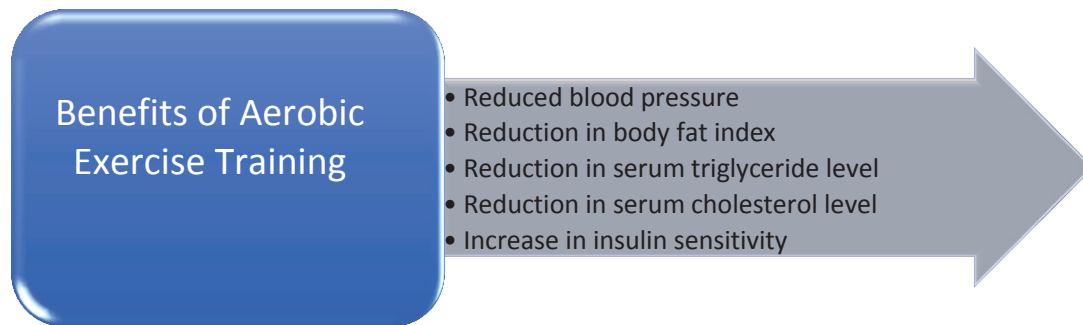 Benefits of Aerobic
Exercise Training
• Reduced blood pressure
• Reduction in body fat index
• Reduction in serum triglyceride level
• Reduction in serum cholesterol level
• Increase in insulin sensitivity